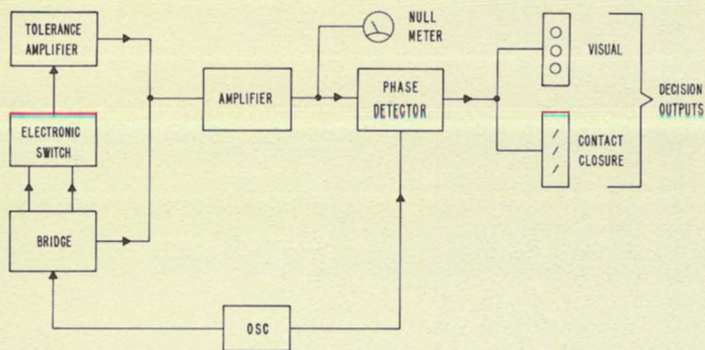 TOLERANCE
AMPLIFIER
ELECTRONIC
SWITCH
BRIDGE
OSC
AMPLIFIER
NULL
METER
PHASE
DETECTOR
VISUAL
CONTACT
CLOSURE
DECISION
OUTPUTS